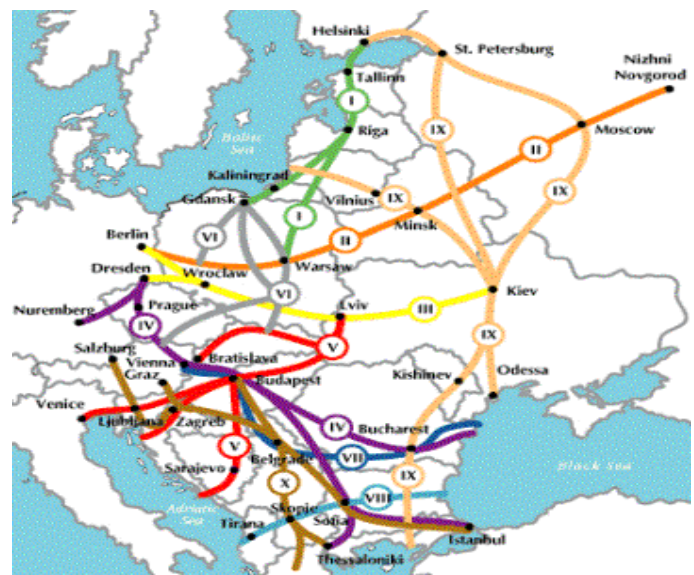 Helsinki
St. Petersburg
Nizhni
Novgorod
Tallinn
I
IX
Moscow
Baltic
Sea
Riga
II
Kaliningrad
IX
IX
Gdansk
Vilnius
I
Minsk
Berlin
VI
II
Warsaw
Dresden
Wroclaw
VI
Kiev
Nuremberg
Prague
Lviv
III
IV
IX
Salzburg
Vienna
Bratislava
V
Graz
Budapest
Kishinev
Odessa
Venice
Ljubljana
Zagreb
IV
Bucharest
V
Belgrade
VII
Black sea
Sarajevo
X
IX
Adriatic
Sea
Skopje
VIII
Tirana
Sofia
Istanbul
Thessaloniki